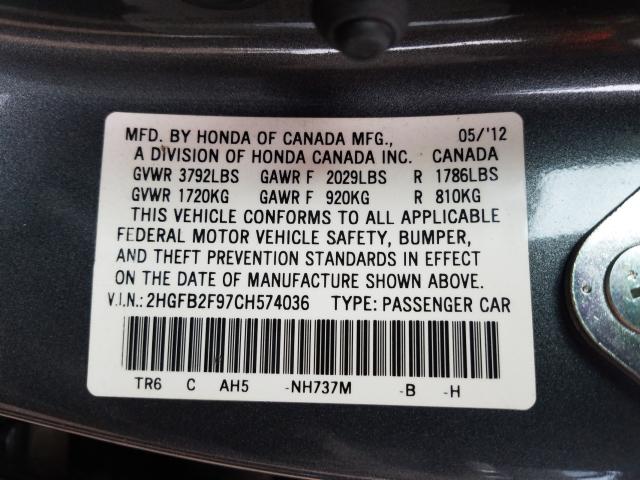 MFD. BY HONDA OF CANADA MFG., 05/'12
A DIVISION OF HONDA CANADA INC. CANADA
GVWR 3792LBS GAWR F 2029LBS R 1786LBS
GVWR 1720KG GAWR F 920KG R 810KG
THIS VEHICLE CONFORMS TO ALL APPLICABLE
FEDERAL MOTOR VEHICLE SAFETY, BUMPER,
AND THEFT PREVENTION STANDARDS IN EFFECT
ON THE DATE OF MANUFACTURE SHOWN ABOVE.
V.I.N.: 2HGFB2F97CH574036 TYPE: PASSENGER CAR
TR6 C AH5 -NH737M -B -H